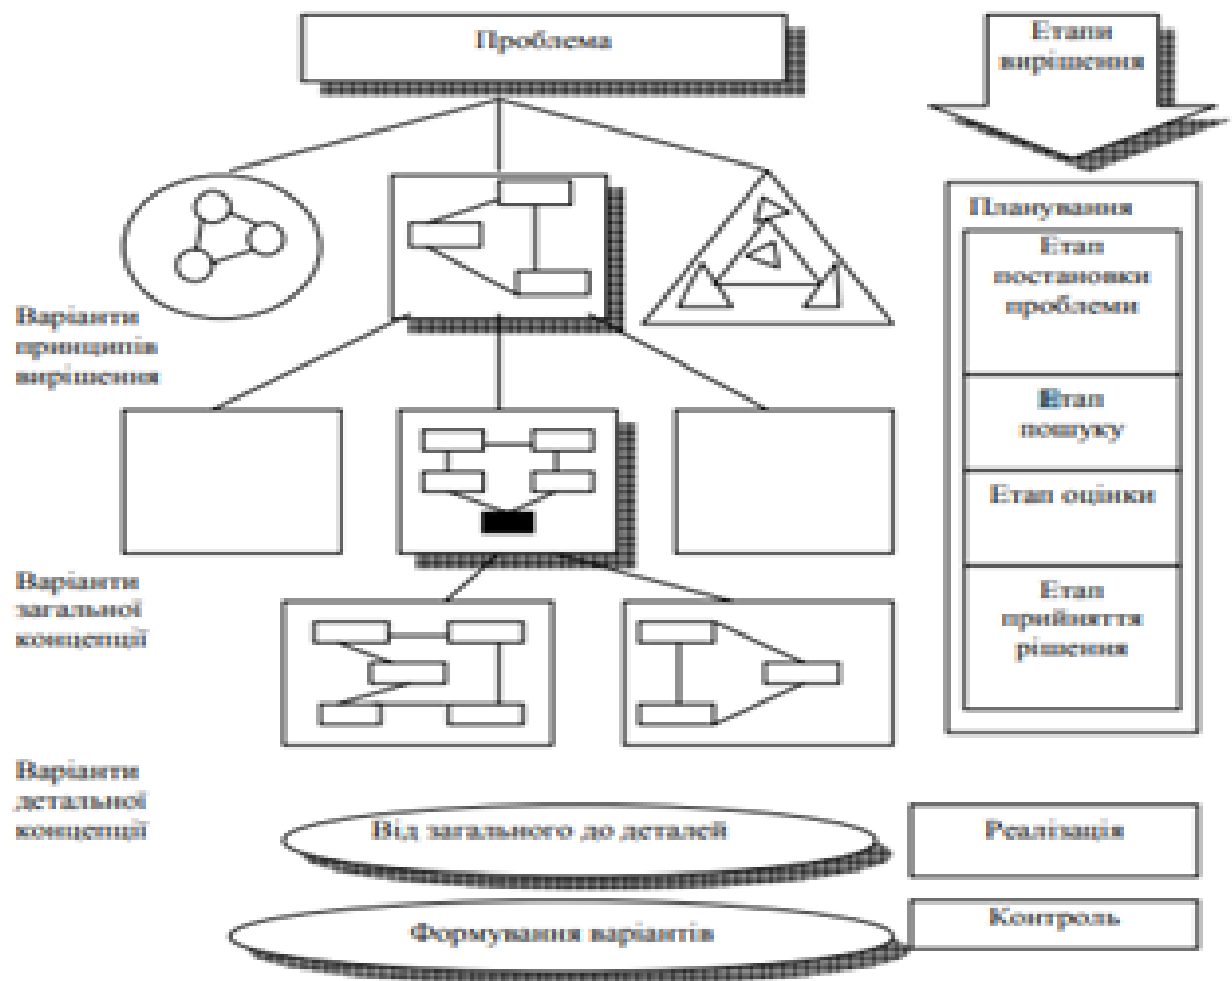 Проблема
Етапи
вирішення
Планування
Етап
постановки
проблеми
Етап
пошуку
Етап оцінки
Етап
прийняття
рішення
Варіанти
принципів
вирішення
Варіанти
загальної
концепції
Варіанти
детальної
концепції
Від загального до деталей
Реалізація
Формування варіантів
Контроль